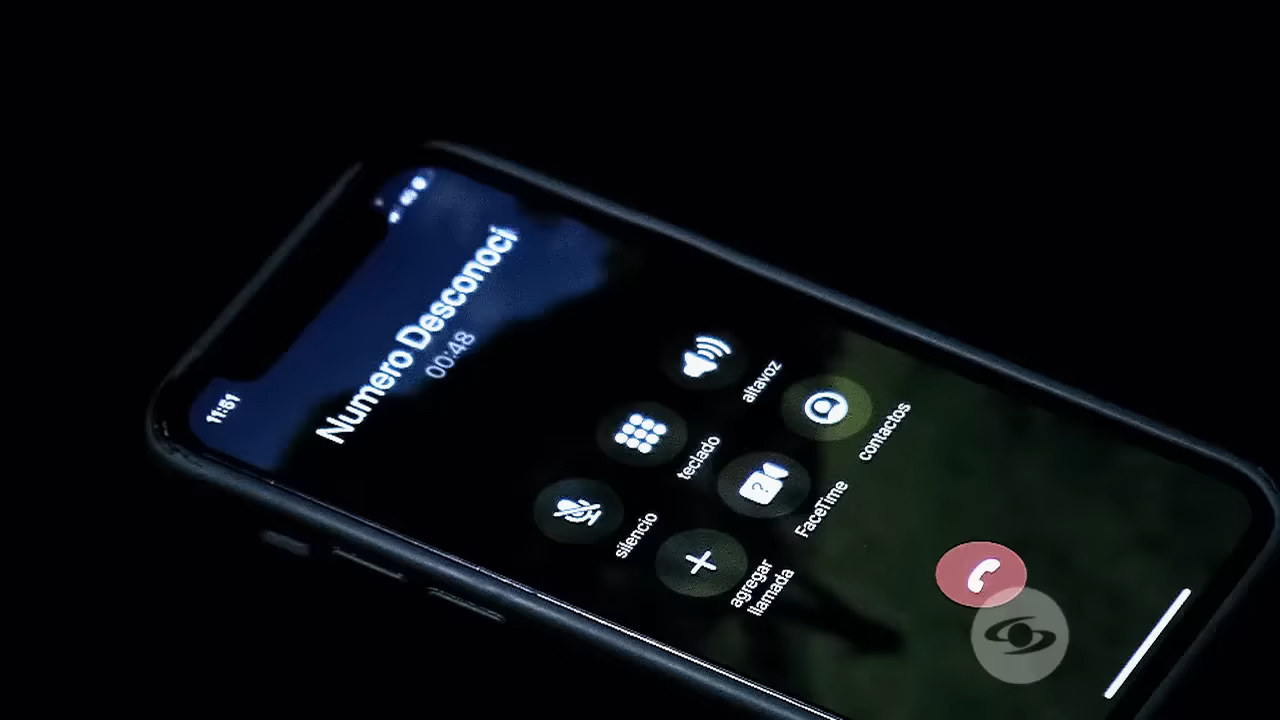 11:51
Numero Desconoci
00:48
silencio
teclado
altavoz
agregar
llamada
FaceTime
contactos